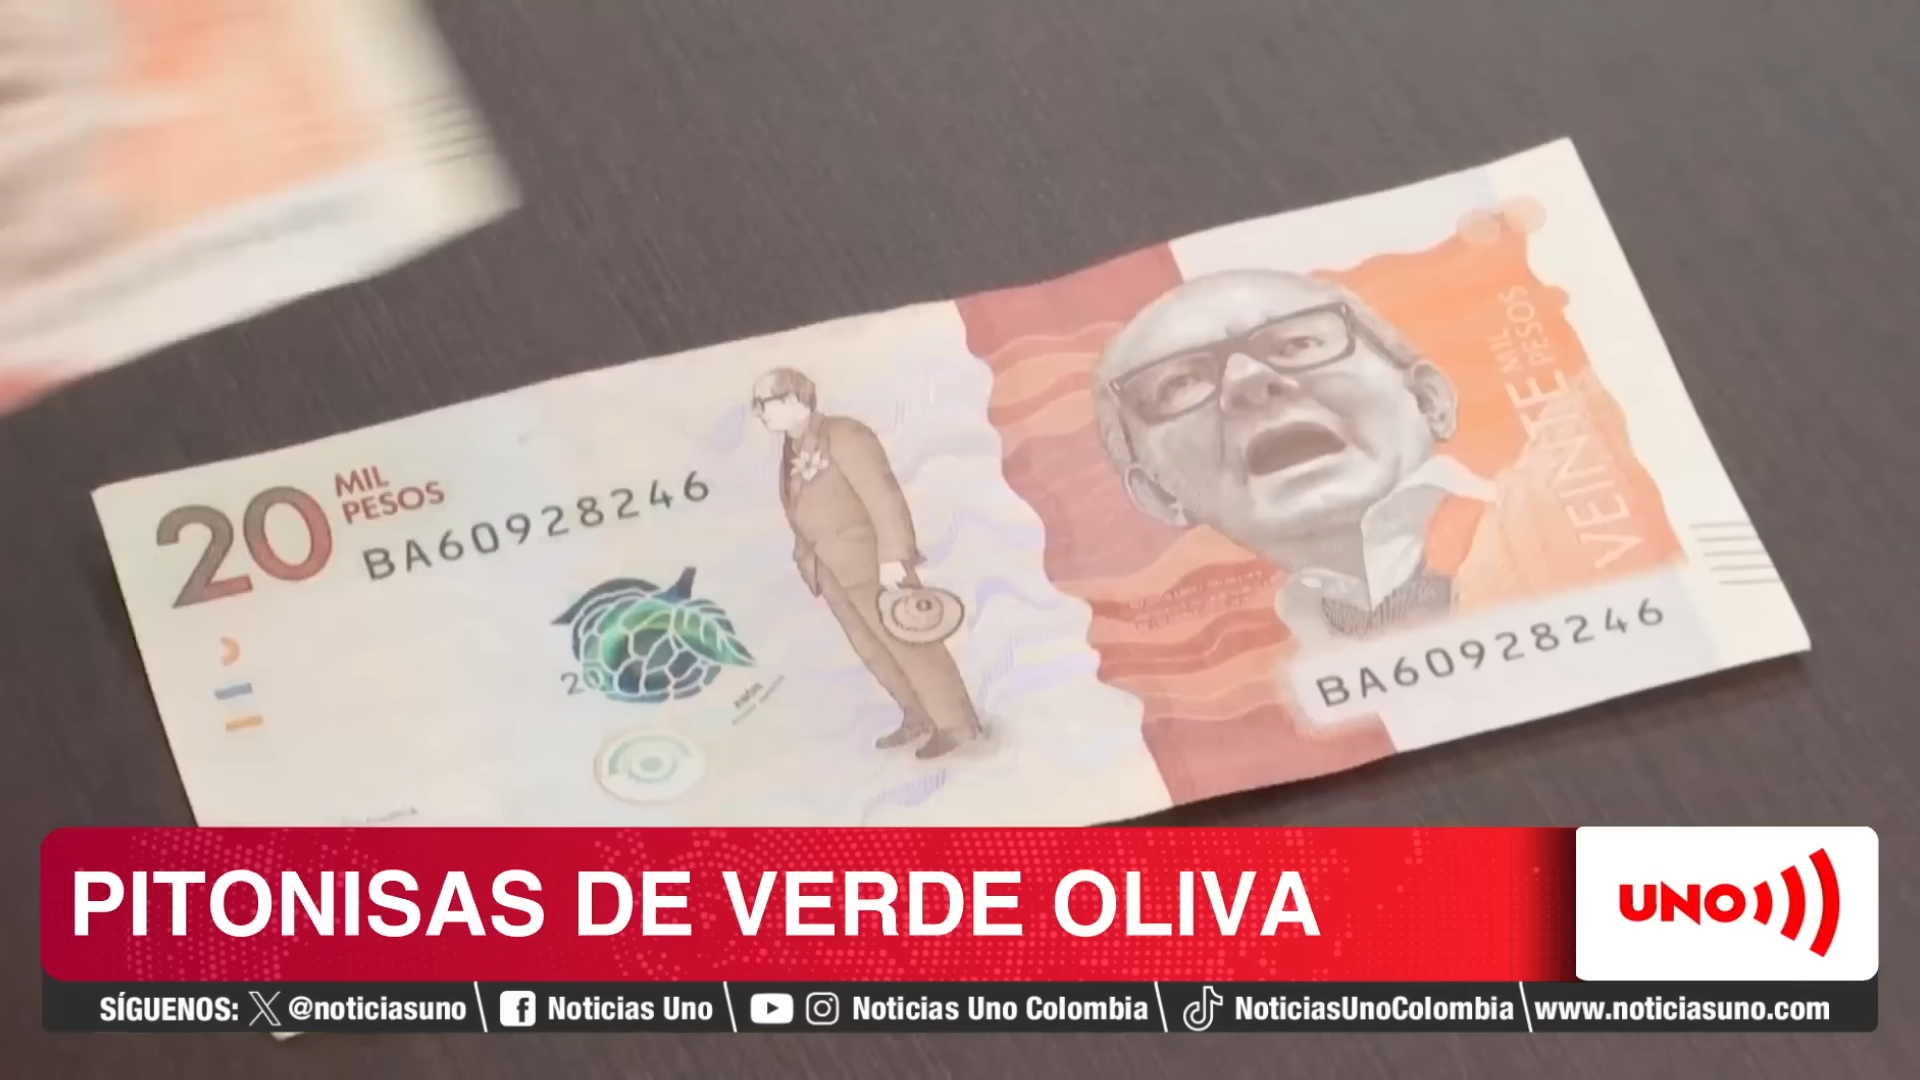 20 MIL
PESOS
BA60928246
20
VEINTE MIL
PESOS
BA60928246
PITONISAS DE VERDE OLIVA
UNO
SÍGUENOS: @noticiasuno Noticias Uno Noticias Uno Colombia NoticiasUnoColombia www.noticiasuno.com